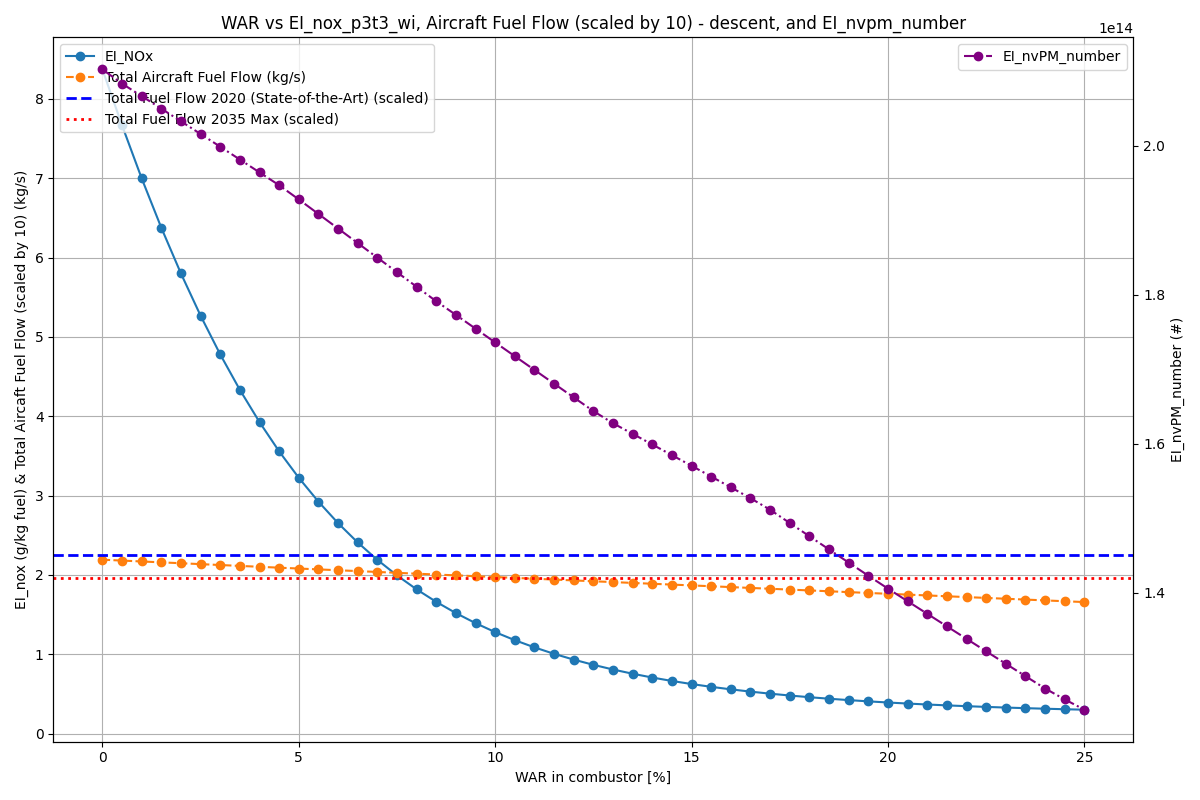 WAR vs EI_nox_p3t3_wi, Aircraft Fuel Flow (scaled by 10) - descent, and EI_nvpm_number
1e14
EI_NOx
Total Aircraft Fuel Flow (kg/s)
Total Fuel Flow 2020 (State-of-the-Art) (scaled)
Total Fuel Flow 2035 Max (scaled)
EI_nvPM_number
EI_nox (g/kg fuel) & Total Aircaft Fuel Flow (scaled by 10) (kg/s)
8
7
6
5
4
3
2
1
0
2.0
1.8
1.6
1.4
EI_nvPM_number (#)
0 5 10 15 20 25
WAR in combustor [%]